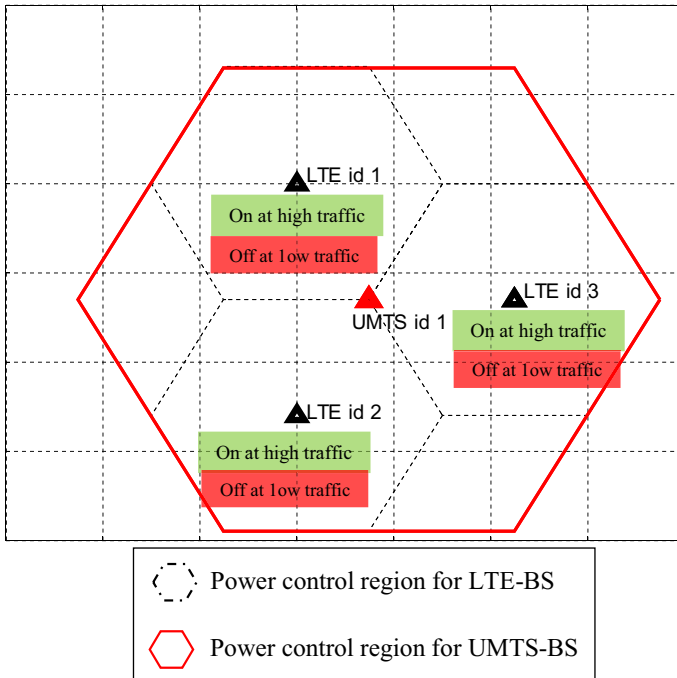 LTE id 1
On at high traffic
Off at 1ow traffic
LTE id 3
UMTS id 1
On at high traffic
Off at 1ow traffic
LTE id 2
On at high traffic
Off at 1ow traffic
Power control region for LTE-BS
Power control region for UMTS-BS